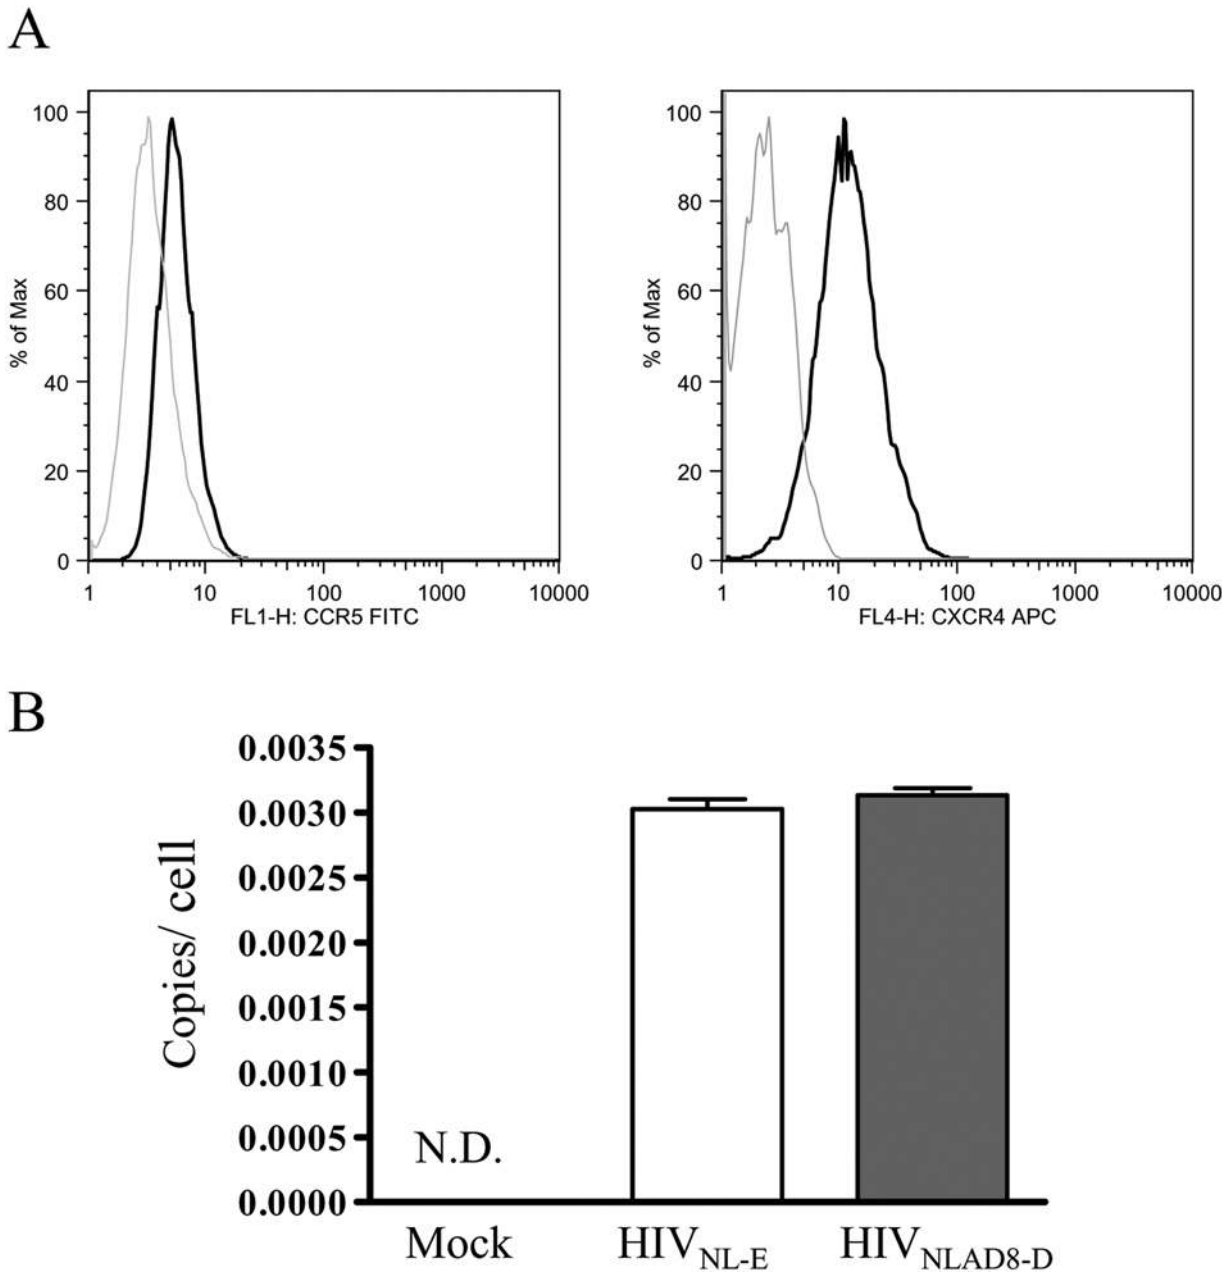 A
% of Max
100
80
60
40
20
0
1 10 100 1000 10000
FL1-H: CCR5 FITC
% of Max
100
80
60
40
20
0
1 10 100 1000 10000
FL4-H: CXCR4 APC
B
Copies/ cell
0.0035
0.0030
0.0025
0.0020
0.0015
0.0010
0.0005
0.0000
N.D.
Mock HIVNL-E HIVNLAD8-D